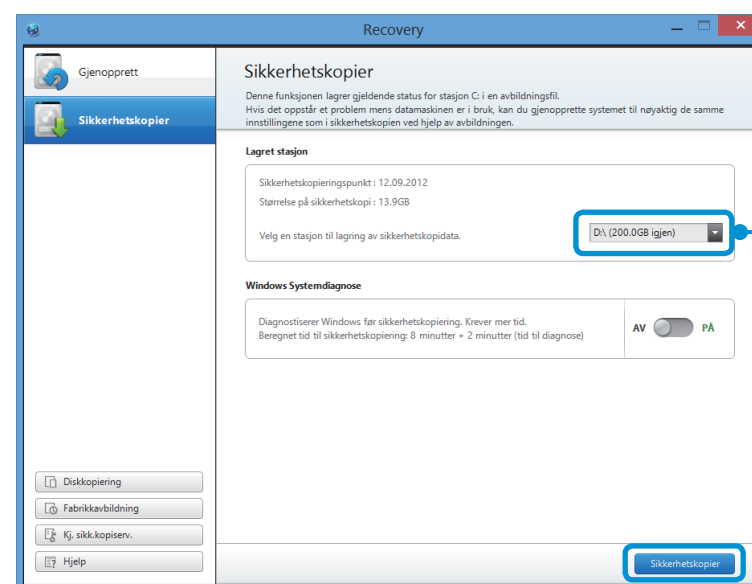 Recovery
Gjenopprett
Sikkerhetskopier
Sikkerhetskopier
Denne funksjonen lagrer gjeldende status for stasjon C: i en avbildningsfil.
Hvis det oppstår et problem mens datamaskinen er i bruk, kan du gjenopprette systemet til nøyaktig de samme
innstillingene som i sikkerhetskopien ved hjelp av avbildningen.
Lagret stasjon
Sikkerhetskopieringspunkt : 12.09.2012
Størrelse på sikkerhetskopi : 13.9GB
Velg en stasjon til lagring av sikkerhetskopidata.
D:\ (200.0GB igjen)
Windows Systemdiagnose
Diagnostiserer Windows før sikkerhetskopiering. Krever mer tid.
Beregnet tid til sikkerhetskopiering: 8 minutter + 2 minutter (tid til diagnose)
AV PÅ
Diskkopiering
Fabrikkavbildning
Kj. sikk.kopiserv.
Hjelp
Sikkerhetskopier